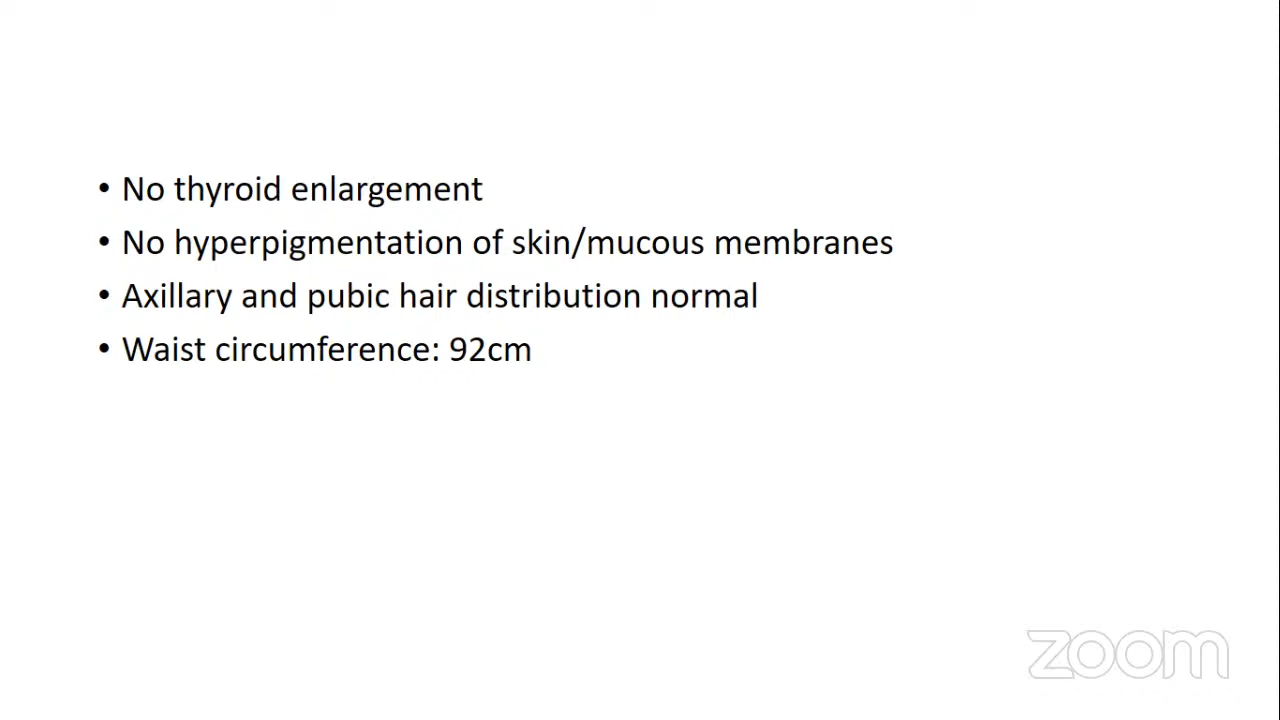 • No thyroid enlargement
• No hyperpigmentation of skin/mucous membranes
• Axillary and pubic hair distribution normal
• Waist circumference: 92cm
zoom